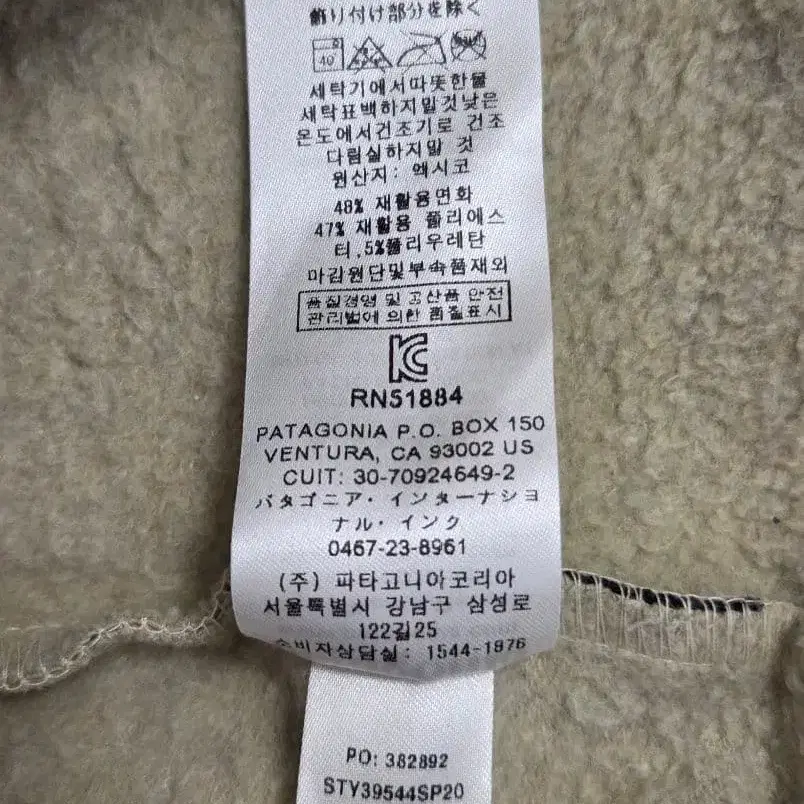 飾り付け部分を除く
40
세탁기에서따뜻한물
세탁표백하지밀것낮은
온도에서건조기로 건조
다림실하지말 것
원산지: 멕시코
48% 재활용면화
47% 재활용 폴리에스
터,5%폴리우레탄
마감원단및부속품재외
품질경영 및 공산품 안전
관리법에 의한 품질표시
RN51884
PATAGONIA P.O. BOX 150
VENTURA, CA 93002 US
CUIT: 30-70924649-2
パタゴニア・インターナショ
ナル・インク
0467-23-8961
(주) 파타고니아코리아
서울특별시 강남구 삼성로
122길25
소비자상담실: 1544-1876
PO: 382892
STY39544SP20